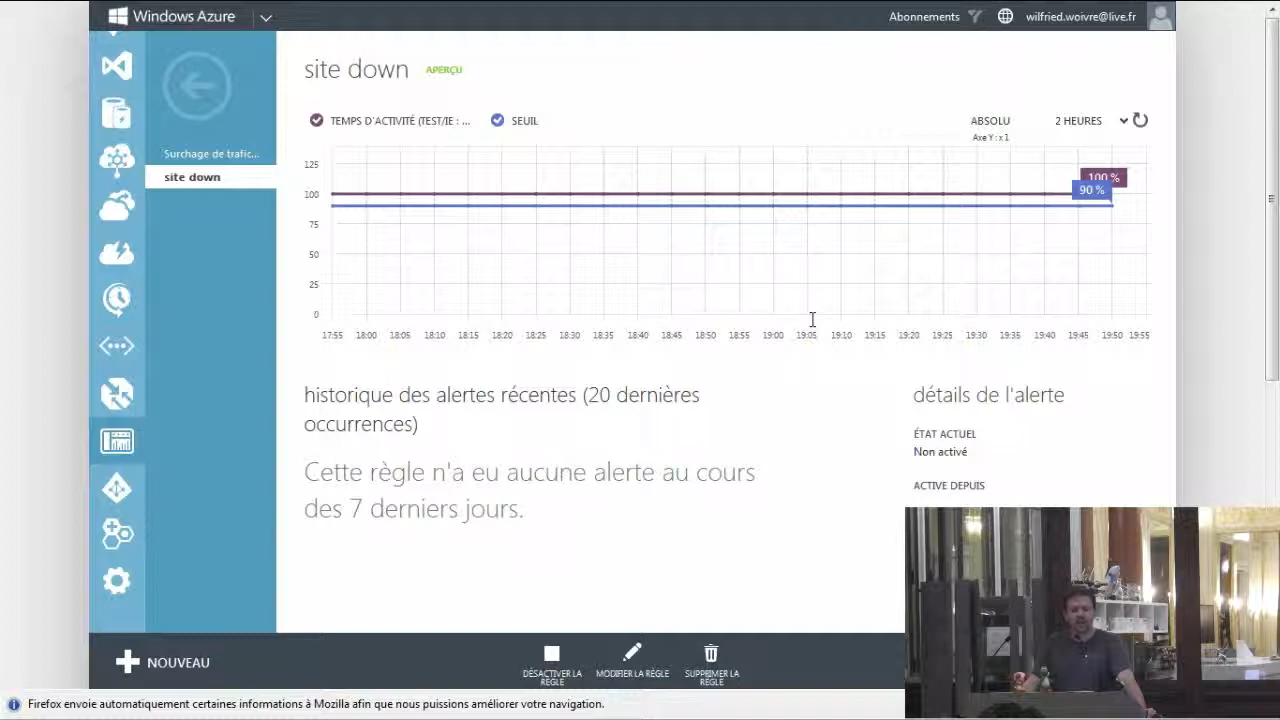 Windows Azure
Abonnements
wilfried.woivre@live.fr
site down APERÇU
TEMPS D'ACTIVITÉ (TEST/IE : ...
SEUIL
ABSOLU
2 HEURES
Axe Y : x 1
Surchage de trafic...
site down
125
100
75
50
25
0
100 %
90 %
17:55 18:00 18:05 18:10 18:15 18:20 18:25 18:30 18:35 18:40 18:45 18:50 18:55 19:00 19:05 19:10 19:15 19:20 19:25 19:30 19:35 19:40 19:45 19:50 19:55
historique des alertes récentes (20 dernières
occurrences)
Cette règle n'a eu aucune alerte au cours
des 7 derniers jours.
détails de l'alerte
ÉTAT ACTUEL
Non activé
ACTIVE DEPUIS
NOUVEAU
DÉSACTIVER LA
RÈGLE
MODIFIER LA RÈGLE
SUPPRIMER LA
RÈGLE
Firefox envoie automatiquement certaines informations à Mozilla afin que nous puissions améliorer votre navigation.